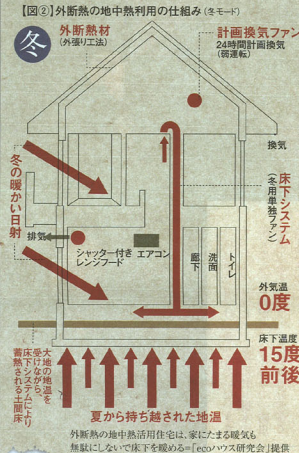 【図②】外断熱の地中熱利用の仕組み(冬モード)
冬
外断熱材
(外張り工法)
計画換気ファン
24時間計画換気
(弱運転)
換気
冬の暖かい日射
床下システム
(冬用単独ファン)
排気
シャッター付き
レンジフード
エアコン
廊下
洗面
トイレ
外気温
0度
床下温度
15度
前後
大地の地温を
受けながら、
床下システムにより
蓄熱される土間床
夏から持ち越された地温
外断熱の地中熱活用住宅は、家にたまる暖気も
無駄にしないで床下を暖める=「ecoハウス研究会」提供